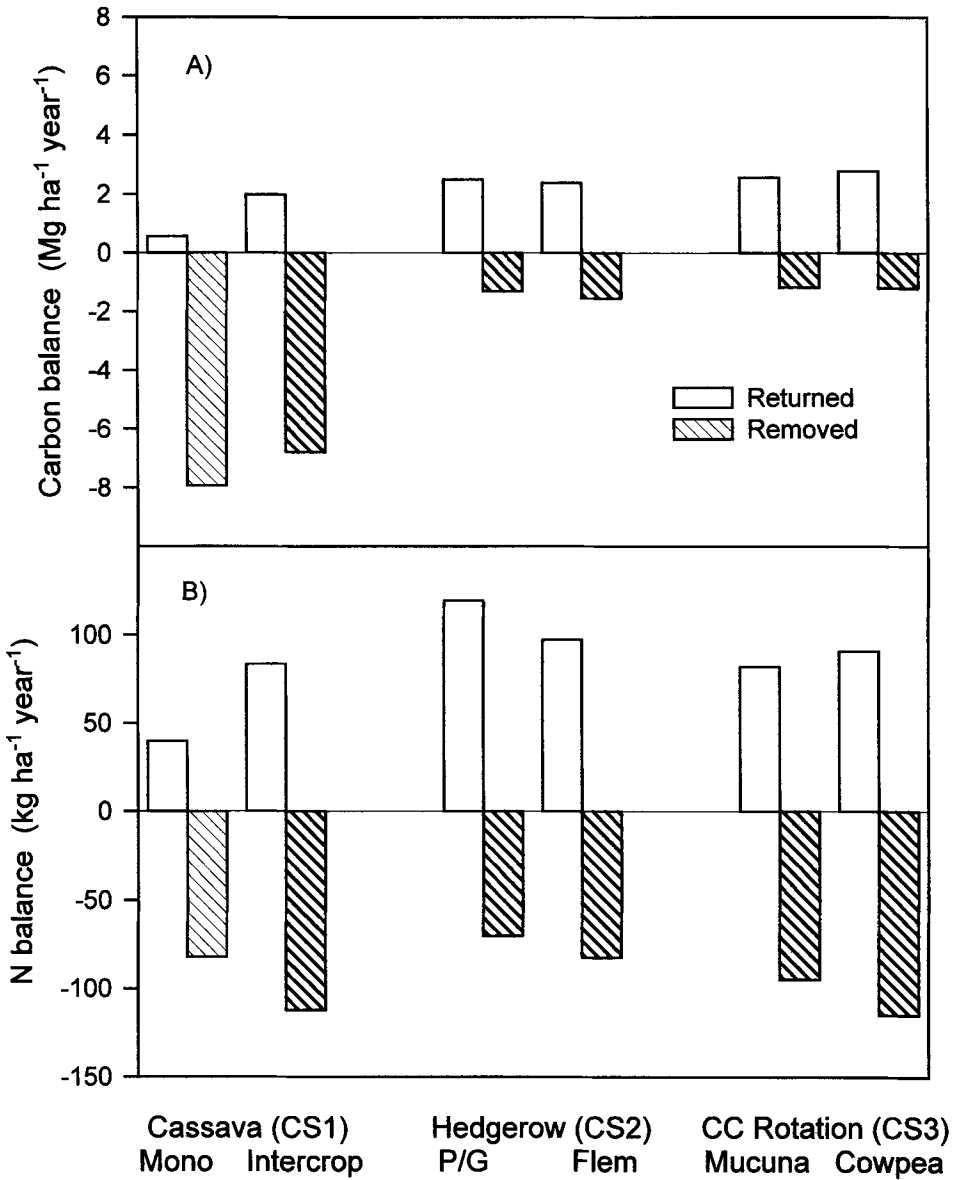 8
A)
6
4
2
0
-2
-4
-6
-8
Carbon balance (Mg ha⁻¹ year⁻¹)
Returned
Removed
B)
100
50
0
-50
-100
-150
N balance (kg ha⁻¹ year⁻¹)
Cassava (CS1) Hedgerow (CS2) CC Rotation (CS3)
Mono Intercrop P/G Flem Mucuna Cowpea